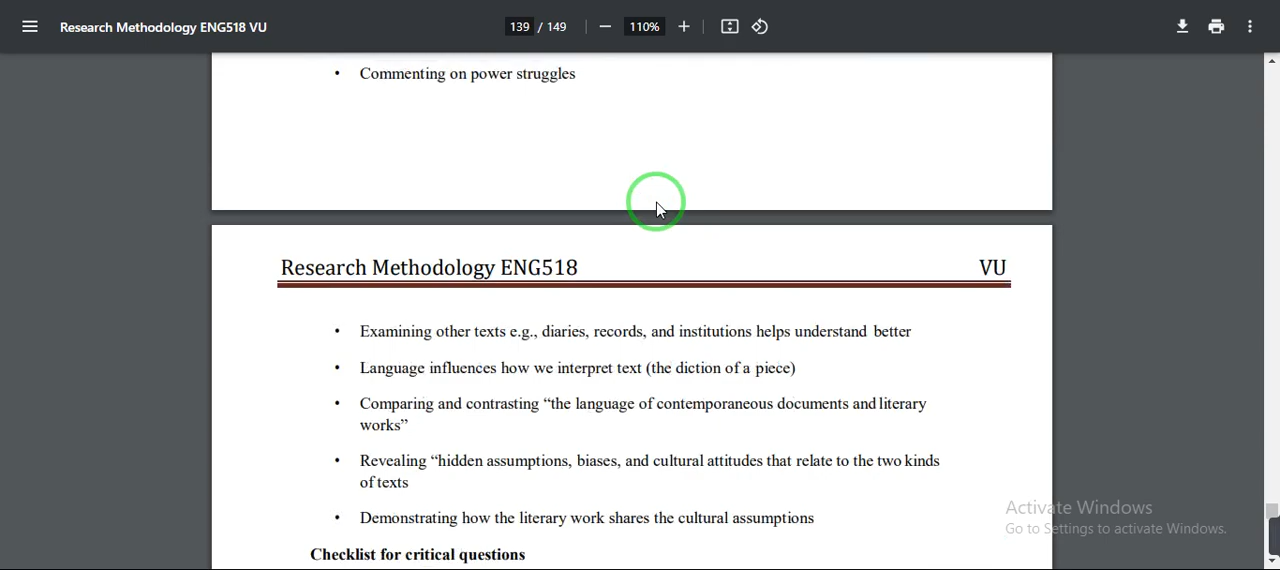 Research Methodology ENG518 VU
139 / 149
110%
• Commenting on power struggles
Research Methodology ENG518 VU
• Examining other texts e.g., diaries, records, and institutions helps understand better
• Language influences how we interpret text (the diction of a piece)
• Comparing and contrasting “the language of contemporaneous documents and literary
works”
• Revealing “hidden assumptions, biases, and cultural attitudes that relate to the two kinds
of texts
• Demonstrating how the literary work shares the cultural assumptions
Checklist for critical questions
Activate Windows
Go to Settings to activate Windows.